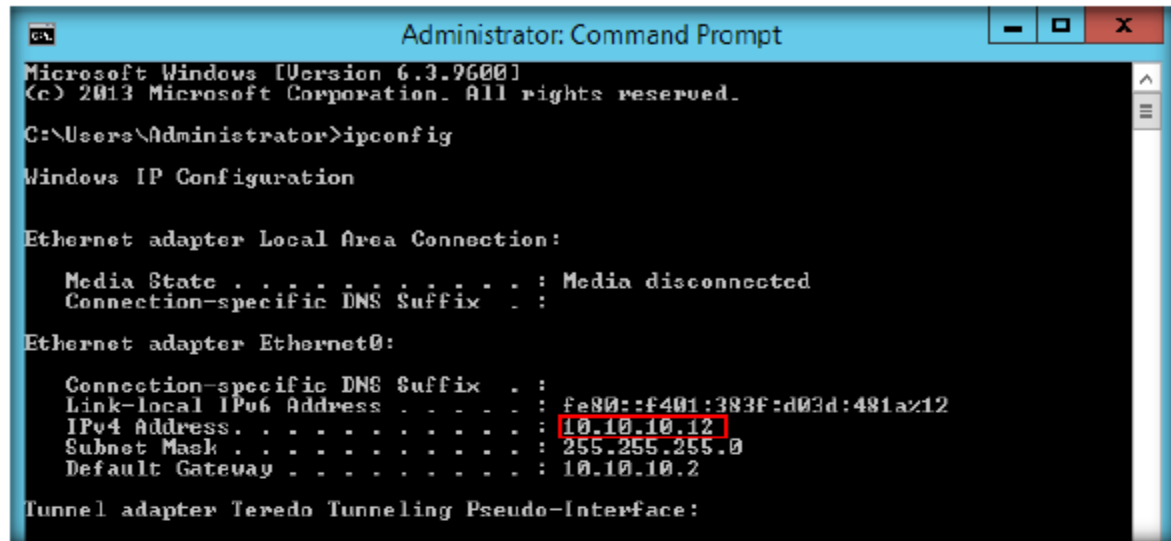 Administrator: Command Prompt
Microsoft Windows [Version 6.3.9600]
(c) 2013 Microsoft Corporation. All rights reserved.
C:\Users\Administrator>ipconfig
Windows IP Configuration
Ethernet adapter Local Area Connection:
Media State . . . . . . . . . . . : Media disconnected
Connection-specific DNS Suffix  . :
Ethernet adapter Ethernet0:
Connection-specific DNS Suffix  . :
Link-local IPv6 Address . . . . . : fe80::f401:383f:d03d:481a%12
IPv4 Address. . . . . . . . . . . : 10.10.10.12
Subnet Mask . . . . . . . . . . . : 255.255.255.0
Default Gateway . . . . . . . . . : 10.10.10.2
Tunnel adapter Teredo Tunneling Pseudo-Interface: